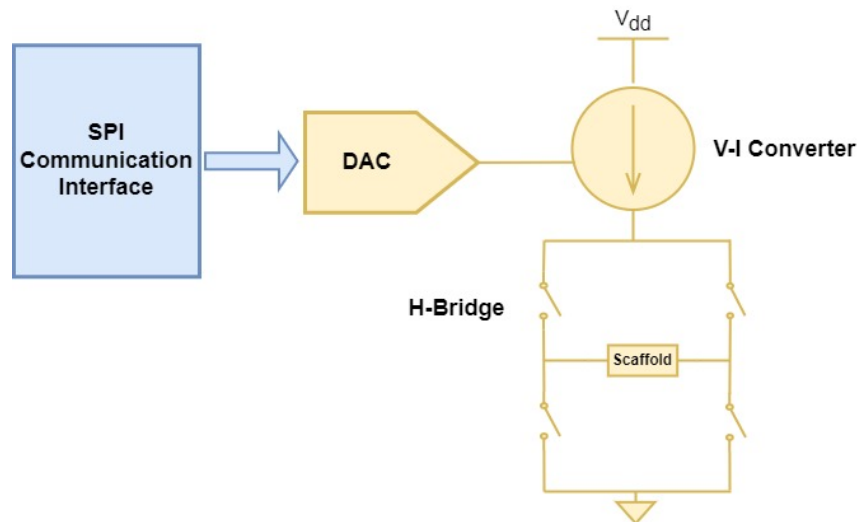 SPI
Communication
Interface
DAC
Vdd
V-I Converter
H-Bridge
Scaffold